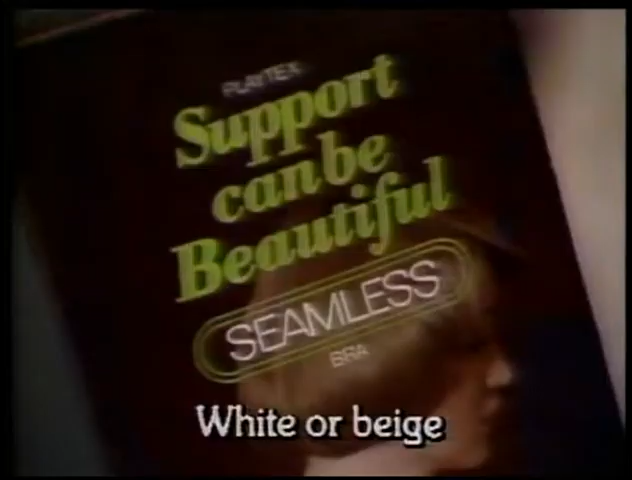 PLAYTEX
Support
can be
Beautiful
SEAMLESS
BRA
White or beige